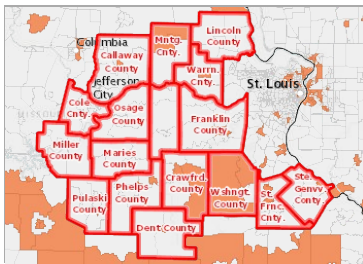 Columbia
Mntg.
Cnty.
Lincoln
County
Callaway
County
Warrn.
Cnty.
Jefferson
City
St. Louis
Cole
Cnty.
Osage
County
Franklin
County
Miller
County
Maries
County
Pulaski
County
Phelps
County
Crawfrd.
County
Wshngt.
County
St.
Frnc.
Cnty.
Ste.
Genvv.
Conty
Dent County